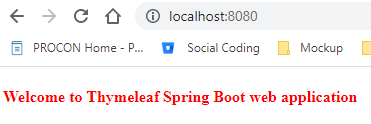 localhost:8080
PROCON Home - P... Social Coding Mockup
Welcome to Thymeleaf Spring Boot web application